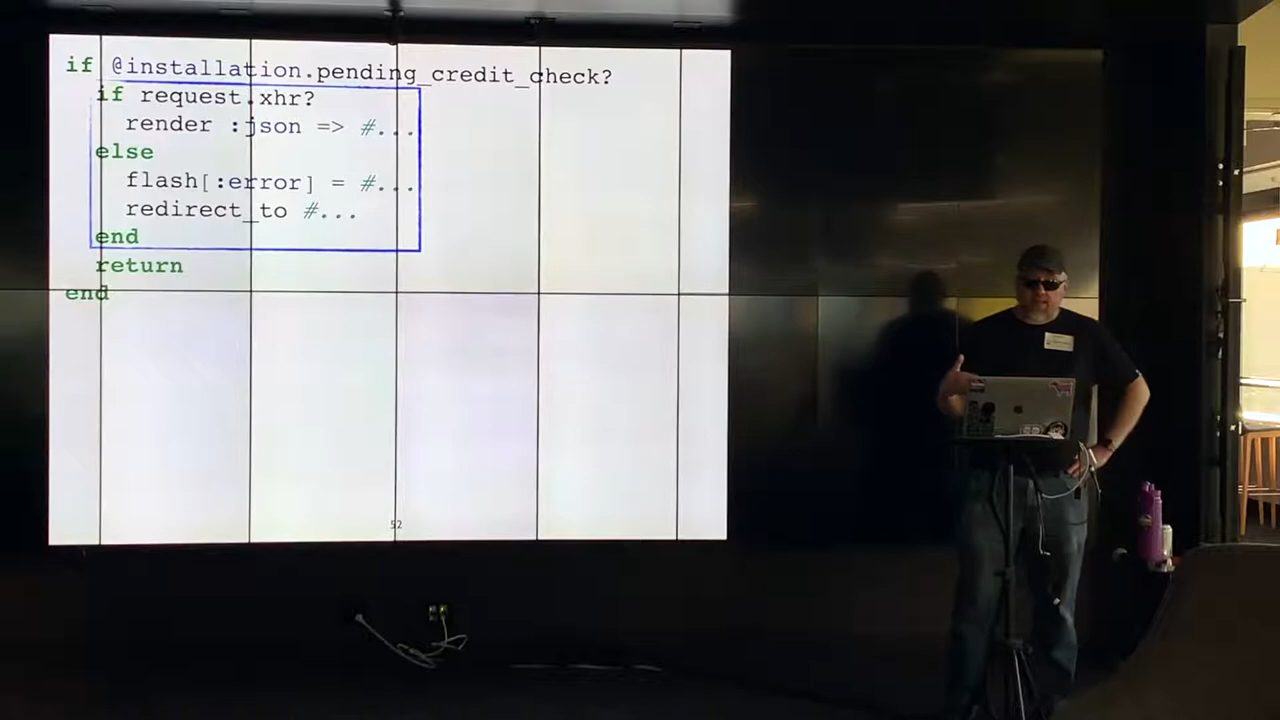 if @installation.pending_credit_check?
if request.xhr?
render :json => #...
else
flash[:error] = #...
redirect_to #...
end
return
end
52